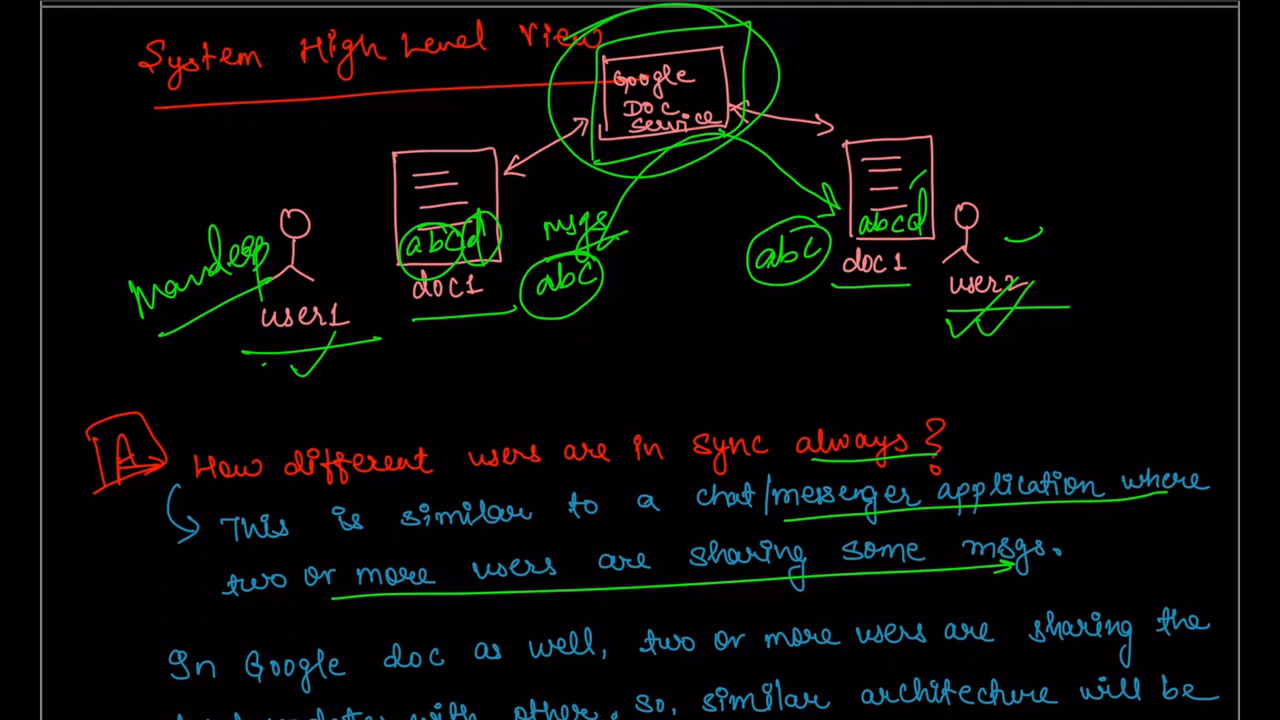 System High Level View
Google
DOC
Service
abcd
doc1
msgs
abc
abc
abcd
doc1
user1
user2
A
How different users are in sync always?
This is similar to a chat/messenger application where
two or more users are sharing some msgs.
In Google doc as well, two or more users are sharing the
with other, so, similar architecture will be